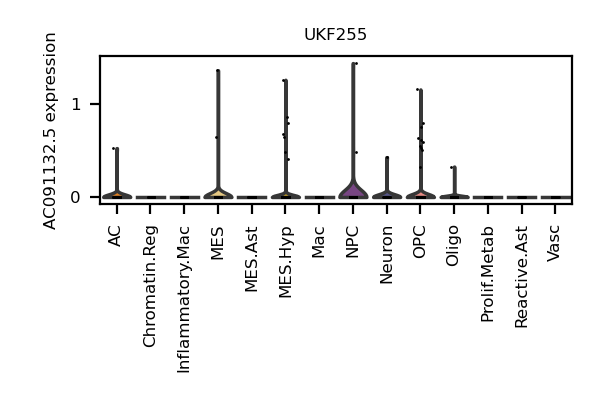 UKF255
AC091132.5 expression
1
0
AC
Chromatin.Reg
Inflammatory.Mac
MES
MES.Ast
MES.Hyp
Mac
NPC
Neuron
OPC
Oligo
Prolif.Metab
Reactive.Ast
Vasc